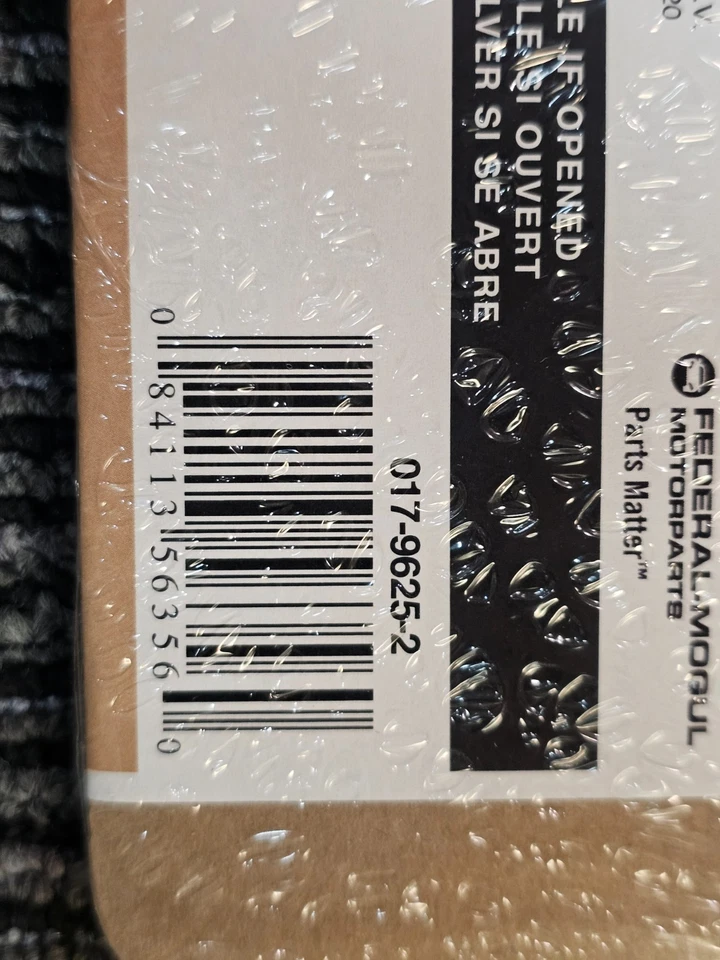 V.
20
FEDERAL-MOGUL
MOTORPARTS
Parts Matter™
LE IF OPENED
LE SI OUVERT
LVER SI SE ABRE
017-9625-2
0 84113 56356 0